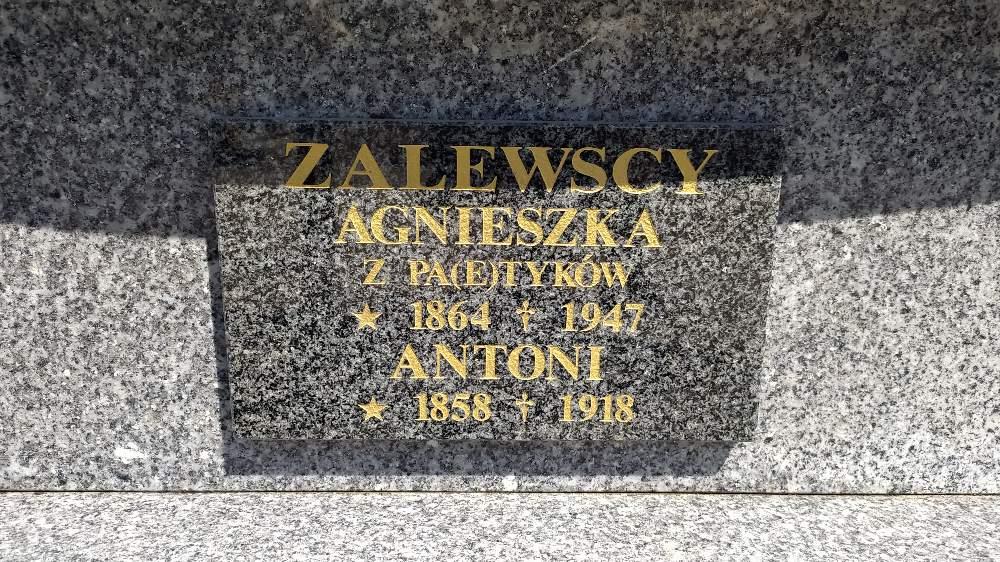 ZALEWSCY
AGNIESZKA
Z PA(E)TYKÓW
★ 1864 † 1947
ANTONI
★ 1858 † 1918